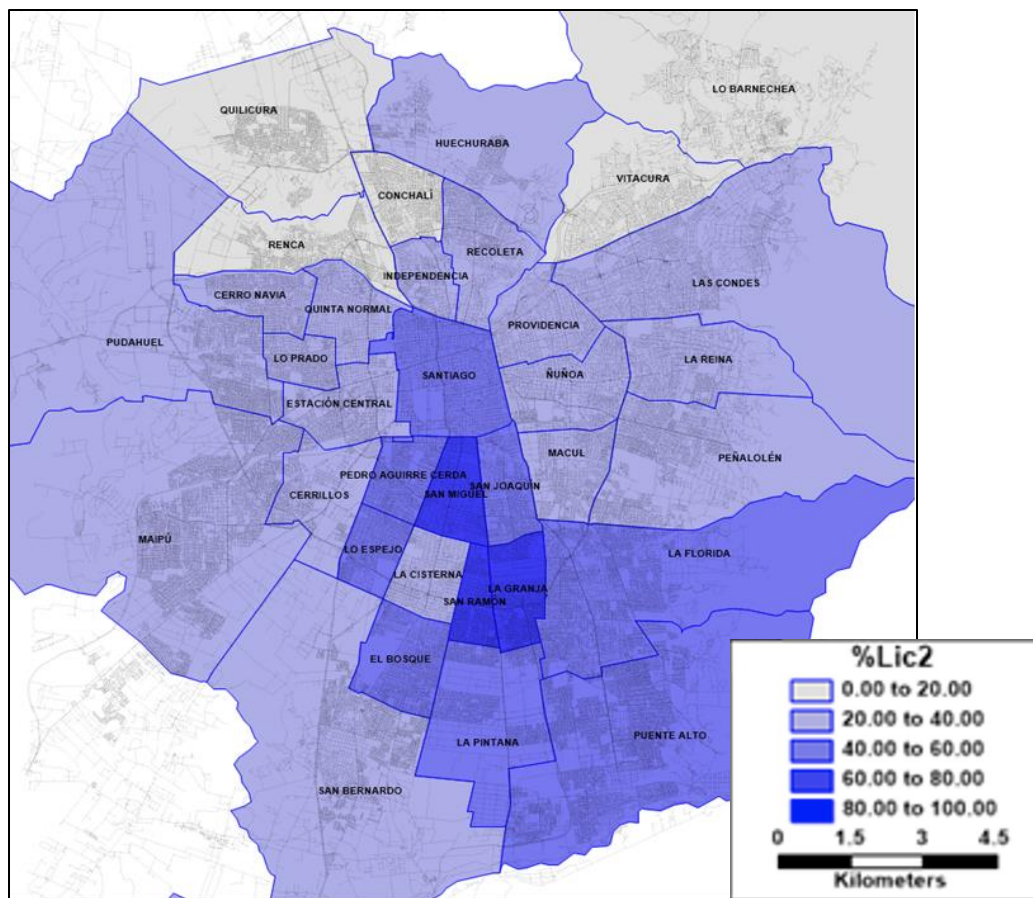 LO BARNECHEA
QUILICURA
HUECHURABA
VITACURA
CONCHALÍ
RENCA
RECOLETA
INDEPENDENCIA
LAS CONDES
CERRO NAVIA
QUINTA NORMAL
PROVIDENCIA
PUDAHUEL
LO PRADO
LA REINA
SANTIAGO
ÑUÑOA
ESTACIÓN CENTRAL
MACUL
PEÑALOLÉN
PEDRO AGUIRRE CERDA
SAN JOAQUÍN
CERRILLOS
SAN MIGUEL
MAIPÚ
LO ESPEJO
LA FLORIDA
LA CISTERNA
LA GRANJA
SAN RAMÓN
EL BOSQUE
PUENTE ALTO
LA PINTANA
SAN BERNARDO
%Lic2
0.00 to 20.00
20.00 to 40.00
40.00 to 60.00
60.00 to 80.00
80.00 to 100.00
0 1.5 3 4.5
Kilometers